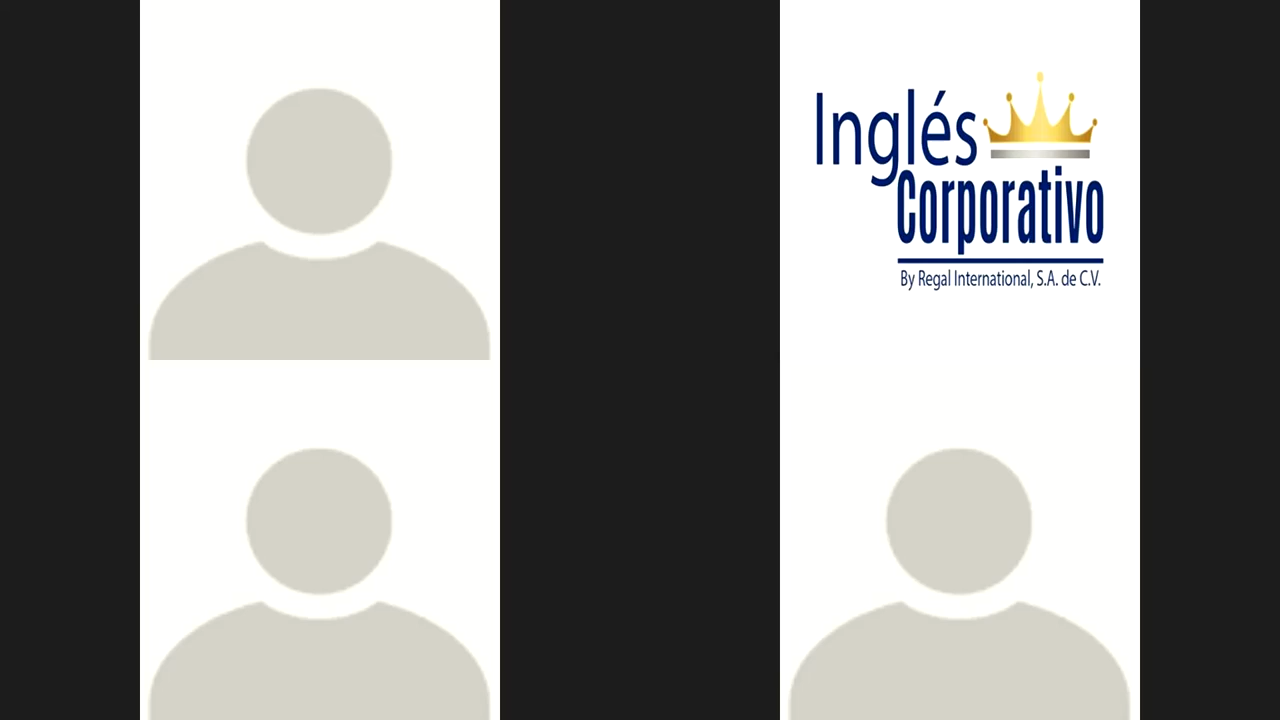 Inglés
Corporativo
By Regal International, S.A. de C.V.